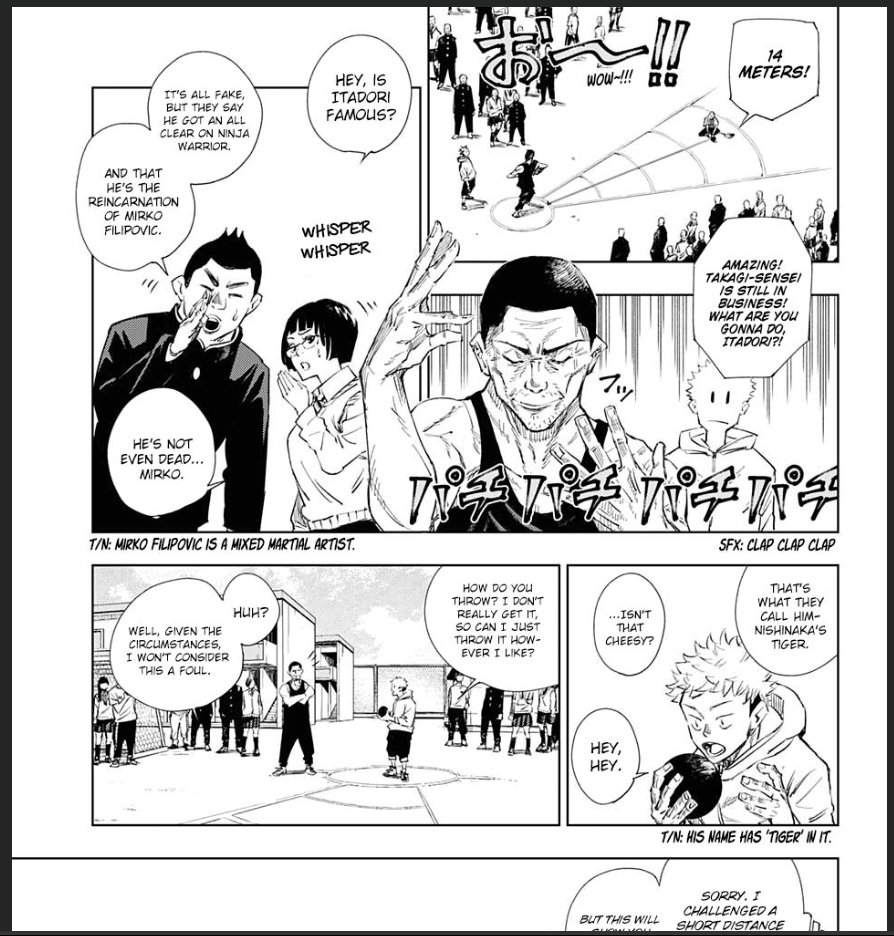 14
METERS!
おー〜!!
WOW~!!!
HEY, IS
ITADORI
FAMOUS?
IT'S ALL FAKE,
BUT THEY SAY
HE GOT AN ALL
CLEAR ON NINJA
WARRIOR.
AND THAT
HE'S THE
REINCARNATION
OF MIRKO
FILIPOVIC.
WHISPER
WHISPER
HE'S NOT
EVEN DEAD...
MIRKO.
T/N: MIRKO FILIPOVIC IS A MIXED MARTIAL ARTIST.
AMAZING!
TAKAGI-SENSEI
IS STILL IN
BUSINESS!
WHAT ARE YOU
GONNA DO,
ITADORI?!
フッ
パチパチパチパチ
SFX: CLAP CLAP CLAP
THAT'S
WHAT THEY
CALL HIM-
NISHINAKA'S
TIGER.
...ISN'T
THAT
CHEESY?
HEY,
HEY.
T/N: HIS NAME HAS 'TIGER' IN IT.
HOW DO YOU
THROW? I DON'T
REALLY GET IT,
SO CAN I JUST
THROW IT HOW-
EVER I LIKE?
HUH?
WELL, GIVEN THE
CIRCUMSTANCES,
I WON'T CONSIDER
THIS A FOUL.
SORRY. I
CHALLENGED A
SHORT DISTANCE
BUT THIS WILL